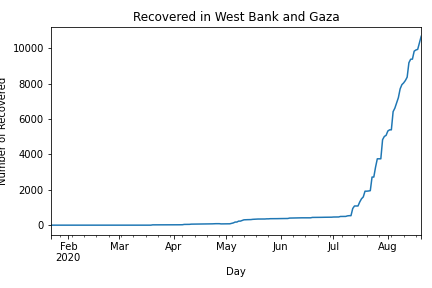 Recovered in West Bank and Gaza
Number of Recovered
10000
8000
6000
4000
2000
0
Feb Mar Apr May Jun Jul Aug
2020
Day